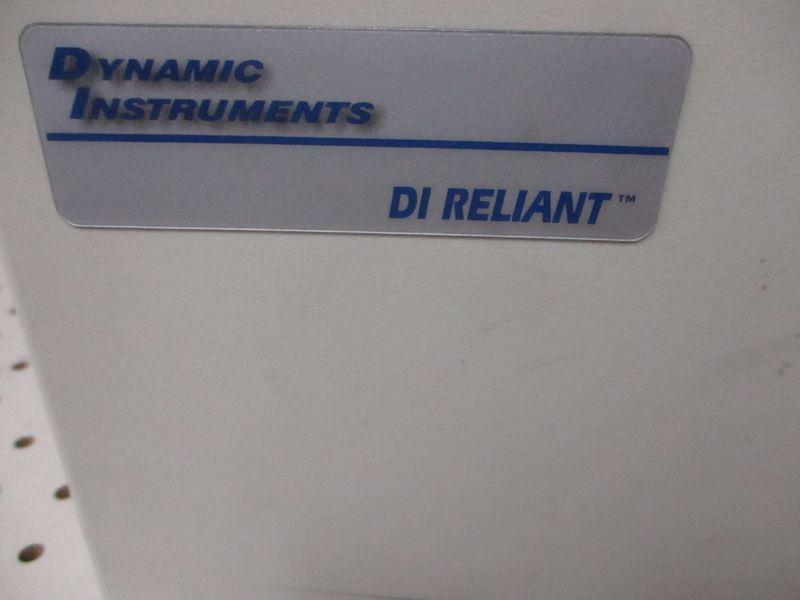 DYNAMIC
INSTRUMENTS
DI RELIANT™